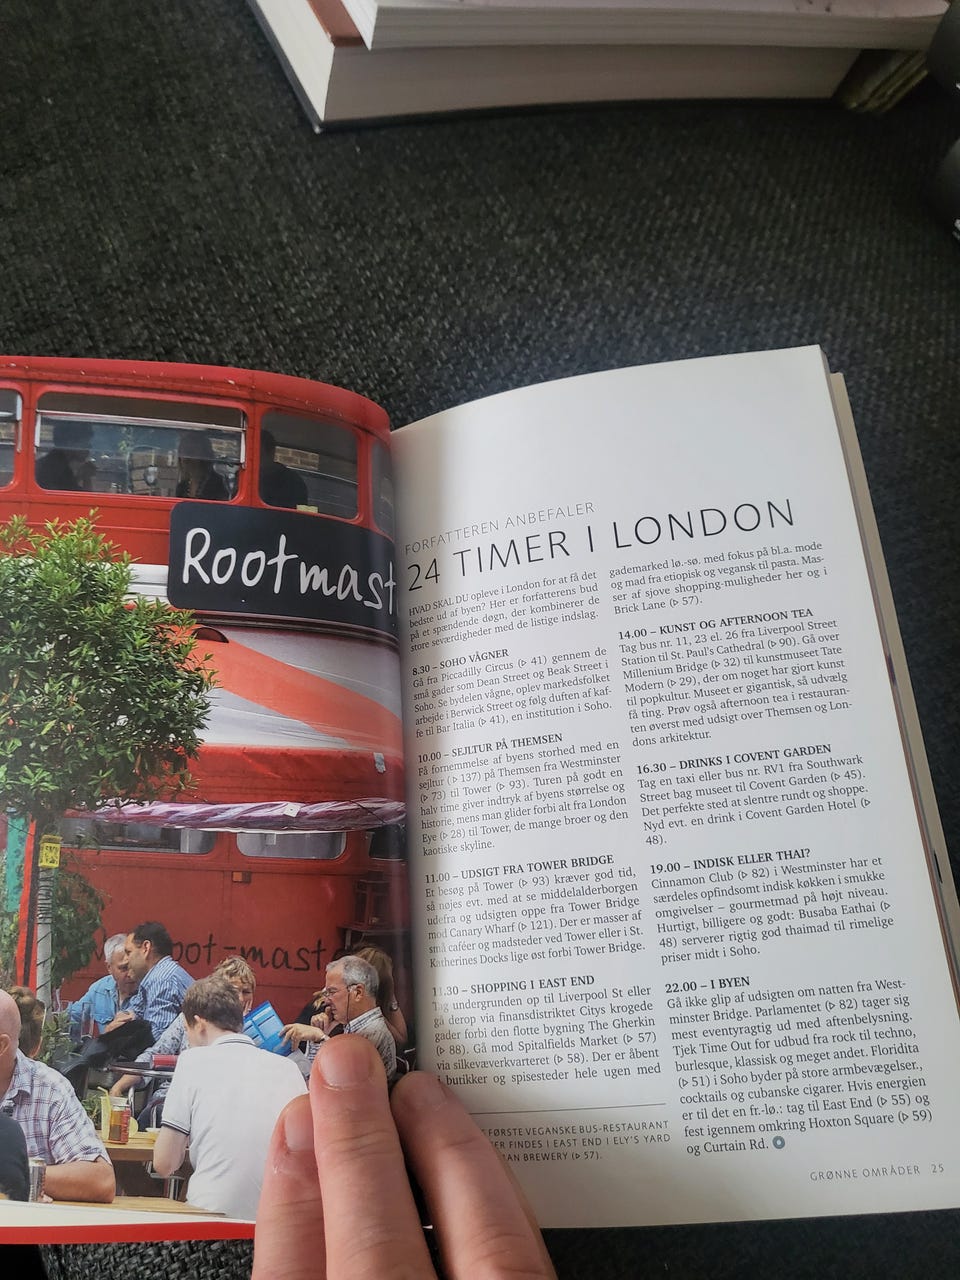 Rootmast
oot-mast
FORFATTEREN ANBEFALER
24 TIMER I LONDON
HVAD SKAL DU opleve i London for at få det
bedste ud af byen? Her er forfatterens bud
på et spændende døgn, der kombinerer de
store seværdigheder med de listige indslag.
8.30 – SOHO VÅGNER
Gå fra Piccadilly Circus (▷ 41) gennem de
små gader som Dean Street og Beak Street i
Soho. Se bydelen vågne, oplev markedsfolket
arbejde i Berwick Street og følg duften af kaf-
fe til Bar Italia (▷ 41), en institution i Soho.
10.00 – SEJLTUR PÅ THEMSEN
Få fornemmelse af byens storhed med en
sejltur (▷ 137) på Themsen fra Westminster
(▷ 73) til Tower (▷ 93). Turen på godt en
halv time giver indtryk af byens størrelse og
historie, mens man glider forbi alt fra London
Eye (▷ 28) til Tower, de mange broer og den
kaotiske skyline.
11.00 – UDSIGT FRA TOWER BRIDGE
Et besøg på Tower (▷ 93) kræver god tid,
så nøjes evt. med at se middelalderborgen
udefra og udsigten oppe fra Tower Bridge
mod Canary Wharf (▷ 121). Der er masser af
små caféer og madsteder ved Tower eller i St.
Katherines Docks lige øst forbi Tower Bridge.
11.30 – SHOPPING I EAST END
Tag undergrunden op til Liverpool St eller
gå derop via finansdistriktet Citys krogede
gader forbi den flotte bygning The Gherkin
(▷ 88). Gå mod Spitalfields Market (▷ 57)
via silkevæverkvarteret (▷ 58). Der er åbent
i butikker og spisesteder hele ugen med
gademarked lø.-sø. med fokus på bl.a. mode
og mad fra etiopisk og vegansk til pasta. Mas-
ser af sjove shopping-muligheder her og i
Brick Lane (▷ 57).
14.00 – KUNST OG AFTERNOON TEA
Tag bus nr. 11, 23 el. 26 fra Liverpool Street
Station til St. Paul's Cathedral (▷ 90). Gå over
Millenium Bridge (▷ 32) til kunstmuseet Tate
Modern (▷ 29), der om noget har gjort kunst
til popkultur. Museet er gigantisk, så udvælg
få ting. Prøv også afternoon tea i restauran-
ten øverst med udsigt over Themsen og Lon-
dons arkitektur.
16.30 – DRINKS I COVENT GARDEN
Tag en taxi eller bus nr. RV1 fra Southwark
Street bag museet til Covent Garden (▷ 45).
Det perfekte sted at slentre rundt og shoppe.
Nyd evt. en drink i Covent Garden Hotel (▷
48).
19.00 – INDISK ELLER THAI?
Cinnamon Club (▷ 82) i Westminster har et
særdeles opfindsomt indisk køkken i smukke
omgivelser – gourmetmad på højt niveau.
Hurtigt, billigere og godt: Busaba Eathai (▷
48) serverer rigtig god thaimad til rimelige
priser midt i Soho.
22.00 – I BYEN
Gå ikke glip af udsigten om natten fra West-
minster Bridge. Parlamentet (▷ 82) tager sig
mest eventyragtig ud med aftenbelysning.
Tjek Time Out for udbud fra rock til techno,
burlesque, klassisk og meget andet. Floridita
(▷ 51) i Soho byder på store armbevægelser,
cocktails og cubanske cigarer. Hvis energien
er til det en fr.-lø.: tag til East End (▷ 55) og
fest igennem omkring Hoxton Square (▷ 59)
og Curtain Rd.
FØRSTE VEGANSKE BUS-RESTAURANT
ER FINDES I EAST END I ELY'S YARD
MAN BREWERY (▷ 57).
GRØNNE OMRÅDER 25